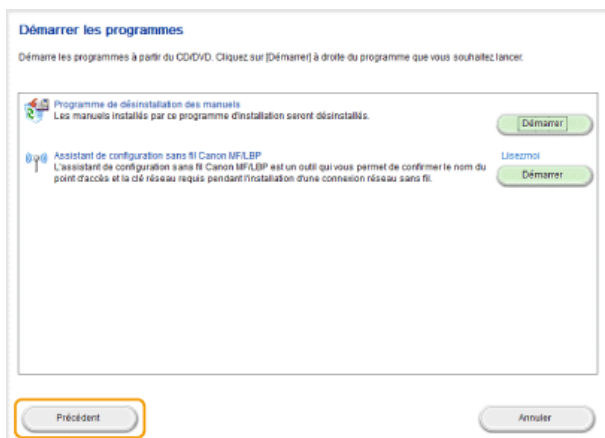 Démarrer les programmes
Démarre les programmes à partir du CD/DVD. Cliquez sur [Démarrer] à droite du programme que vous souhaitez lancer.
Programme de désinstallation des manuels
Les manuels installés par ce programme d'installation seront désinstallés.
Démarrer
Assistant de configuration sans fil Canon MF/LBP
Lisezmoi
L'assistant de configuration sans fil Canon MF/LBP est un outil qui vous permet de confirmer le nom du
point d'accès et la clé réseau requis pendant l'installation d'une connexion réseau sans fil.
Démarrer
Précédent
Annuler